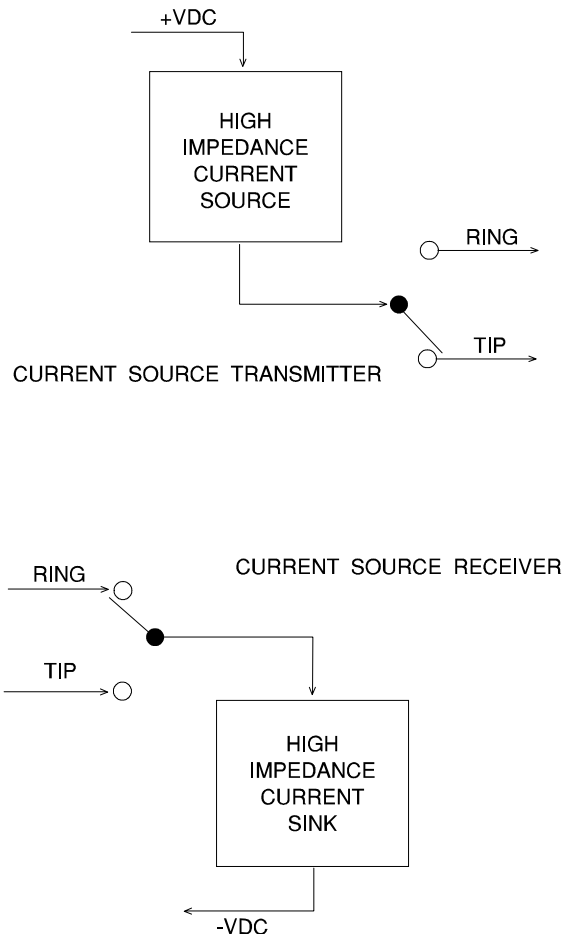 +VDC
HIGH
IMPEDANCE
CURRENT
SOURCE
RING
TIP
CURRENT SOURCE TRANSMITTER
CURRENT SOURCE RECEIVER
RING
TIP
HIGH
IMPEDANCE
CURRENT
SINK
-VDC